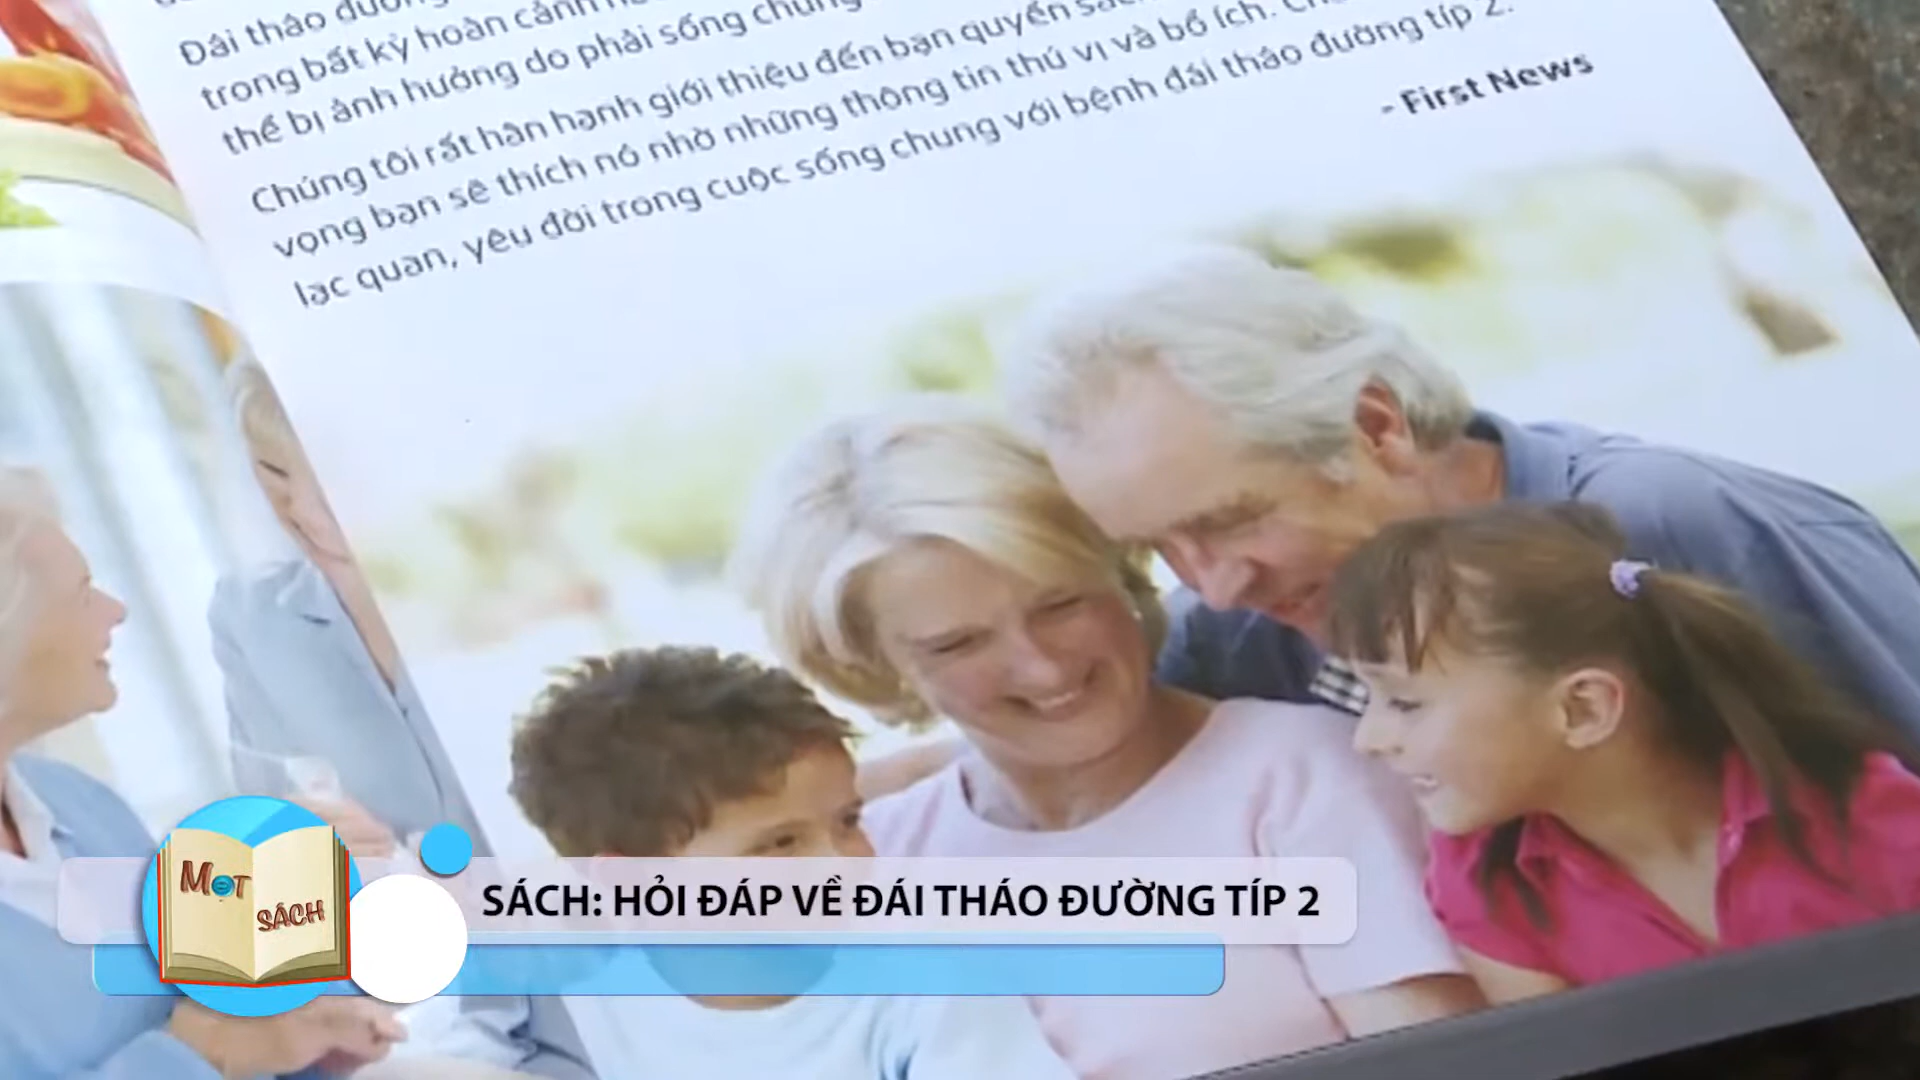 Đái tháo đường
trong bất kỳ hoàn cảnh
thể bị ảnh hưởng do phải sống chung
Chúng tôi rất hân hạnh giới thiệu đến bạn quyển
vọng bạn sẽ thích nó nhờ những thông tin thú vị và bổ ích.
lạc quan, yêu đời trong cuộc sống chung với bệnh đái tháo đường típ 2.
- First News
MỘT
SÁCH
SÁCH: HỎI ĐÁP VỀ ĐÁI THÁO ĐƯỜNG TÍP 2